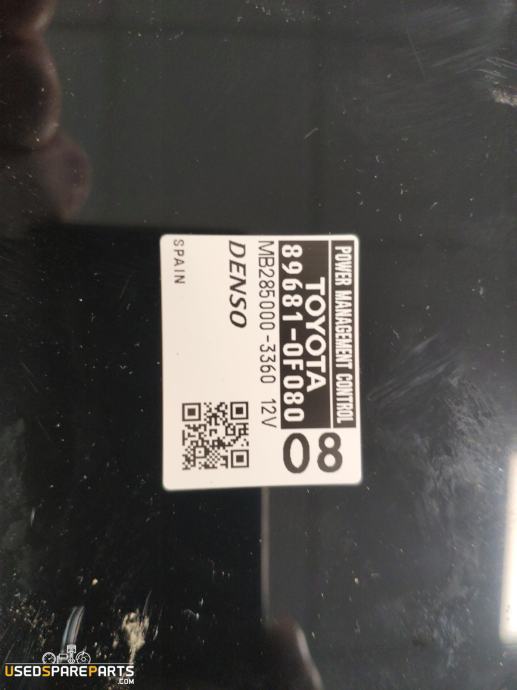 POWER MANAGEMENT CONTROL
TOYOTA
89681-0F080
08
MB285000-3360 12V
DENSO
SPAIN
USEDSPAREPARTS
.COM